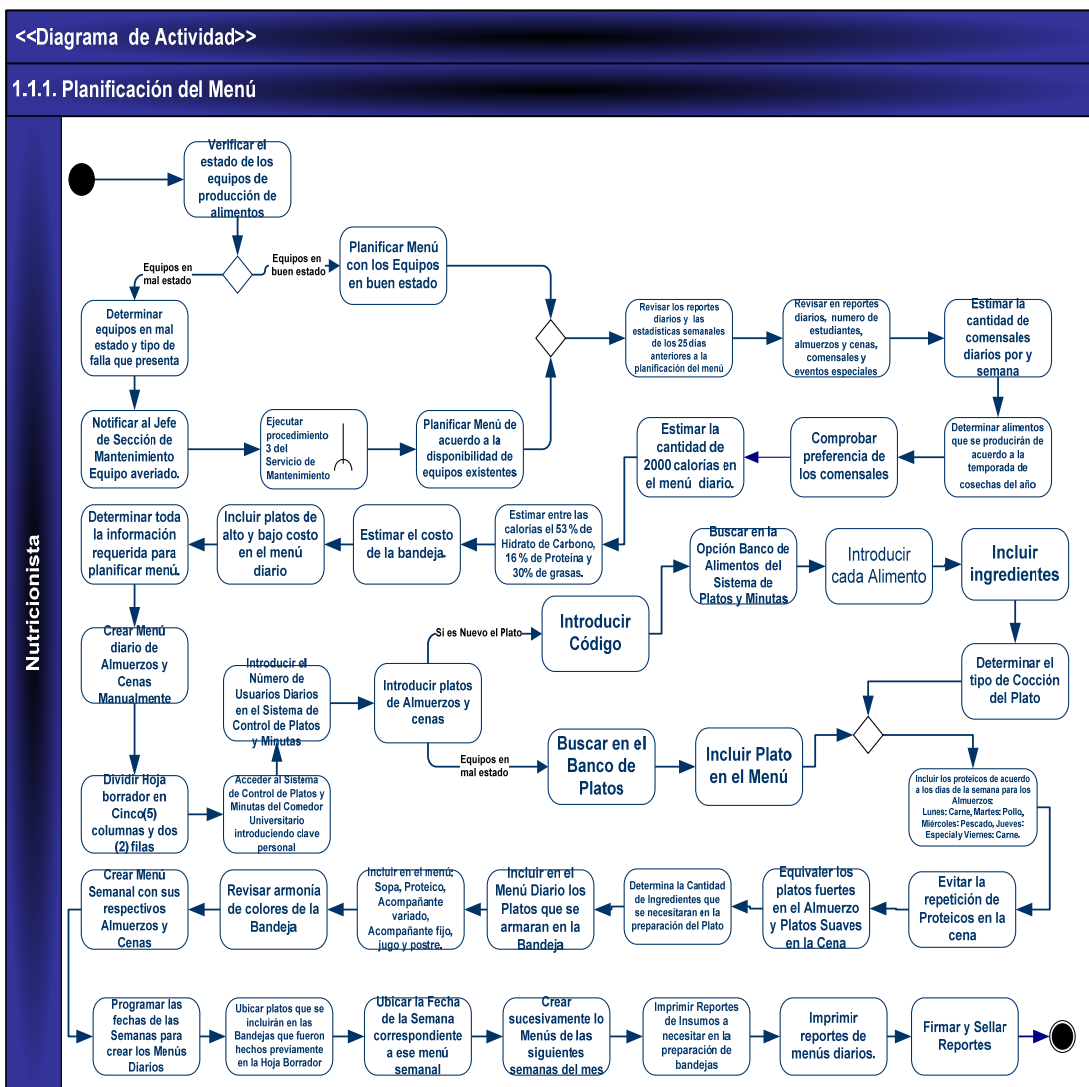 <<Diagrama de Actividad>>
1.1.1. Planificación del Menú
Nutricionista
Verificar el
estado de los
equipos de
producción de
alimentos
Equipos en
mal estado
Equipos en
buen estado
Planificar Menú
con los Equipos
en buen estado
Determinar
equipos en mal
estado y tipo de
falla que presenta
Notificar al Jefe
de Sección de
Mantenimiento
Equipo averiado.
Ejecutar
procedimiento
3 del
Servicio de
Mantenimiento
Planificar Menú de
acuerdo a la
disponibilidad de
equipos existentes
Revisar los reportes
diarios y las
estadísticas semanales
de los 25 días
anteriores a la
planificación del menú
Revisar en reportes
diarios, numero de
estudiantes,
almuerzos y cenas,
comensales y
eventos especiales
Estimar la
cantidad de
comensales
diarios por y
semana
Determinar alimentos
que se producirán de
acuerdo a la
temporada de
cosechas del año
Comprobar
preferencia de
los comensales
Estimar la
cantidad de
2000 calorías en
el menú diario.
Estimar entre las
calorías el 53 % de
Hidrato de Carbono,
16 % de Proteína y
30% de grasas.
Estimar el costo
de la bandeja.
Incluir platos de
alto y bajo costo
en el menú
diario
Determinar toda
la información
requerida para
planificar menú.
Crear Menú
diario de
Almuerzos y
Cenas
Manualmente
Dividir Hoja
borrador en
Cinco(5)
columnas y dos
(2) filas
Acceder al Sistema
de Control de Platos y
Minutas del Comedor
Universitario
introduciendo clave
personal
Introducir el
Número de
Usuarios Diarios
en el Sistema de
Control de Platos
y Minutas
Introducir platos
de Almuerzos y
cenas
Si es Nuevo el Plato
Introducir
Código
Buscar en la
Opción Banco de
Alimentos del
Sistema de
Platos y Minutas
Introducir
cada Alimento
Incluir
ingredientes
Determinar el
tipo de Cocción
del Plato
Equipos en
mal estado
Buscar en el
Banco de
Platos
Incluir Plato
en el Menú
Incluir los proteicos de acuerdo
a los días de la semana para los
Almuerzos:
Lunes: Carne, Martes: Pollo,
Miércoles: Pescado, Jueves:
Especial y Viernes: Carne.
Evitar la
repetición de
Proteicos en la
cena
Equivaler los
platos fuertes
en el Almuerzo
y Platos Suaves
en la Cena
Determina la Cantidad
de Ingredientes que
se necesitaran en la
preparación del Plato
Incluir en el
Menú Diario los
Platos que se
armaran en la
Bandeja
Incluir en el menú:
Sopa, Proteico,
Acompañante
variado,
Acompañante fijo,
jugo y postre.
Revisar armonía
de colores de la
Bandeja
Crear Menú
Semanal con sus
respectivos
Almuerzos y
Cenas
Programar las
fechas de las
Semanas para
crear los Menús
Diarios
Ubicar platos que se
incluirán en las
Bandejas que fueron
hechos previamente
en la Hoja Borrador
Ubicar la Fecha
de la Semana
correspondiente
a ese menú
semanal
Crear
sucesivamente lo
Menús de las
siguientes
semanas del mes
Imprimir Reportes
de Insumos a
necesitar en la
preparación de
bandejas
Imprimir
reportes de
menús diarios.
Firmar y Sellar
Reportes